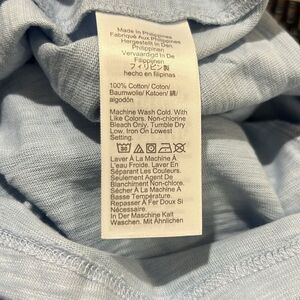 Made In Philippines
Fabriqué Aux Philippines
Hergestellt In Den
Philippinen
Vervaardigd In De
Filippijnen
フィリピン製
hecho en filipinas
100% Cotton/ Coton/
Baumwolle/ Katoen/ 綿/
algodón
Machine Wash Cold. With
Like Colors. Non-chlorine
Bleach Only. Tumble Dry
Low. Iron On Lowest
Setting.
Laver À La Machine À
L'eau Froide. Laver En
Séparant Les Couleurs.
Seulement Agent De
Blanchiment Non-chlore.
Sécher À La Machine À
Basse Température.
Repasser À Fer Doux Si
Nécessaire.
In Der Maschine Kalt
Waschen. Mit Ähnlichen